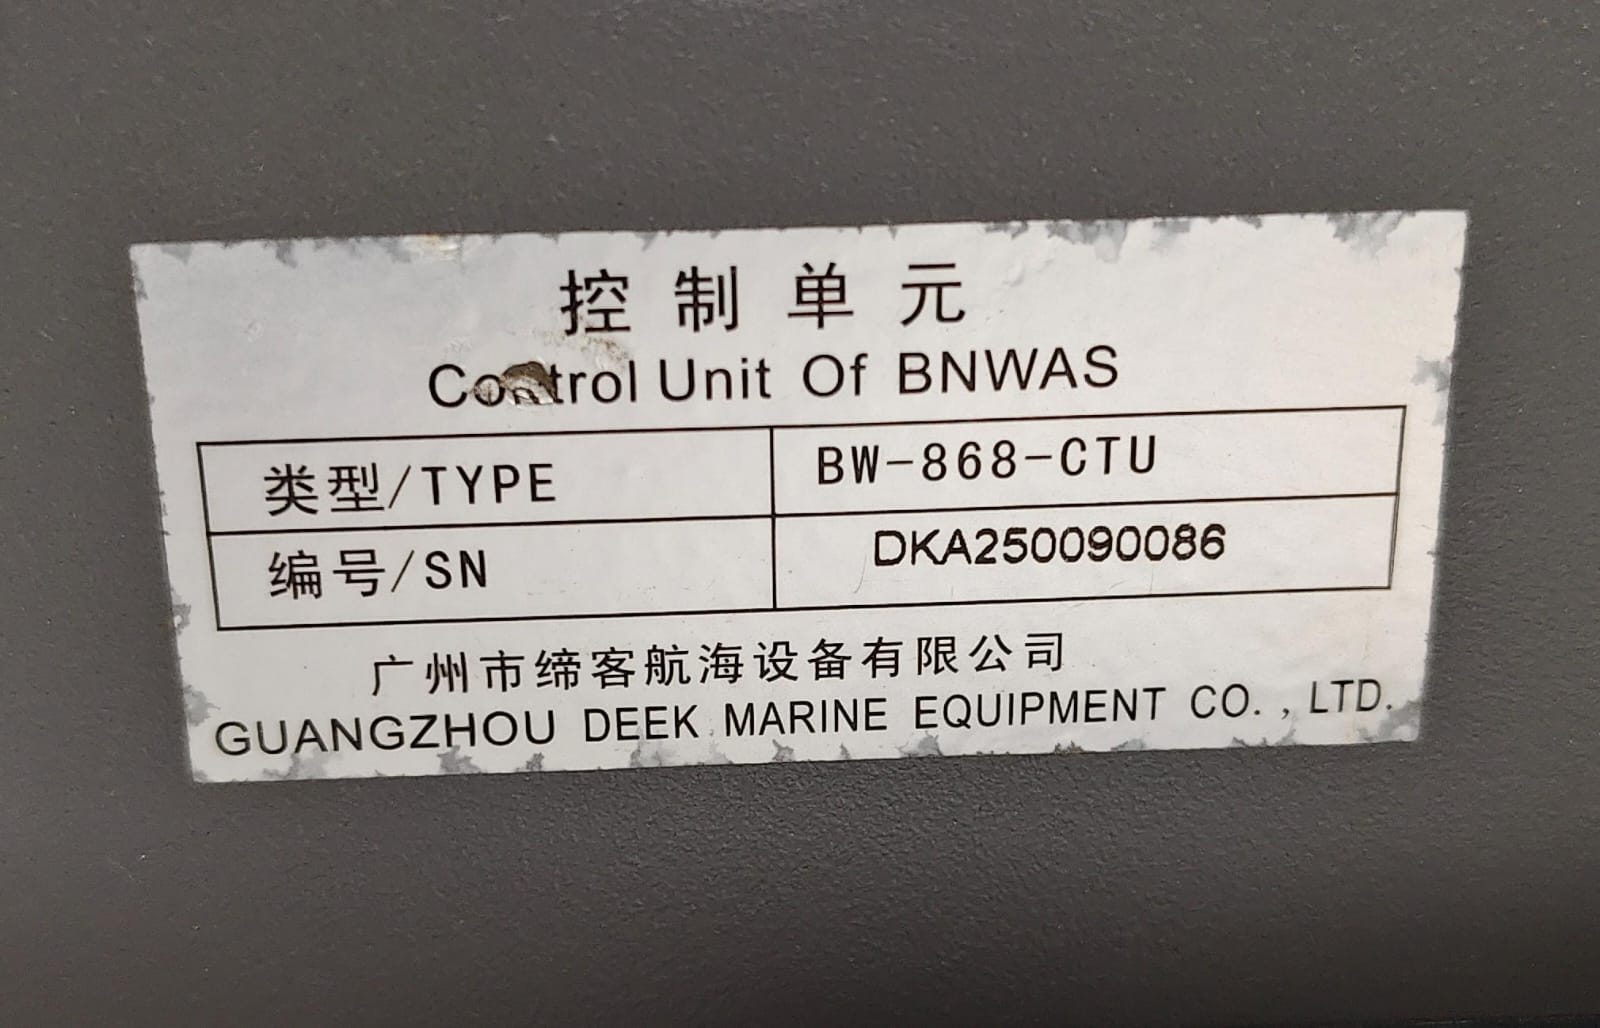 控制单元
Control Unit Of BNWAS
类型/TYPE BW-868-CTU
编号/SN DKA250090086
广州市缔客航海设备有限公司
GUANGZHOU DEEK MARINE EQUIPMENT CO., LTD.